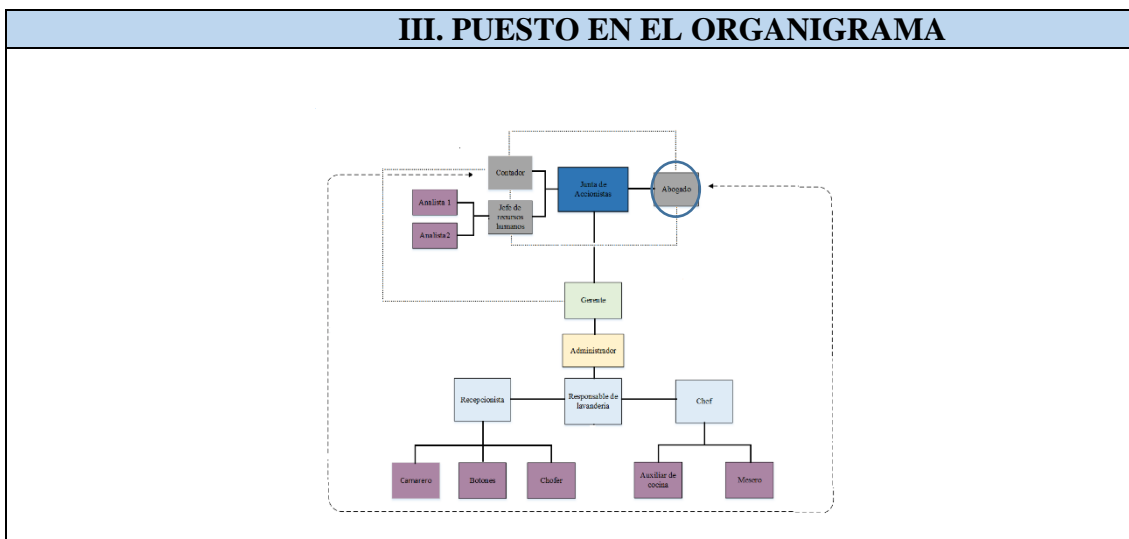 III. PUESTO EN EL ORGANIGRAMA
Contador
Junta de
Accionistas
Abogado
Analista 1
Jefe de
recursos
humanos
Analista2
Gerente
Administrador
Recepcionista
Responsable de
lavanderia
Chef
Camarero
Botones
Chofer
Auxiliar de
cocina
Mesero